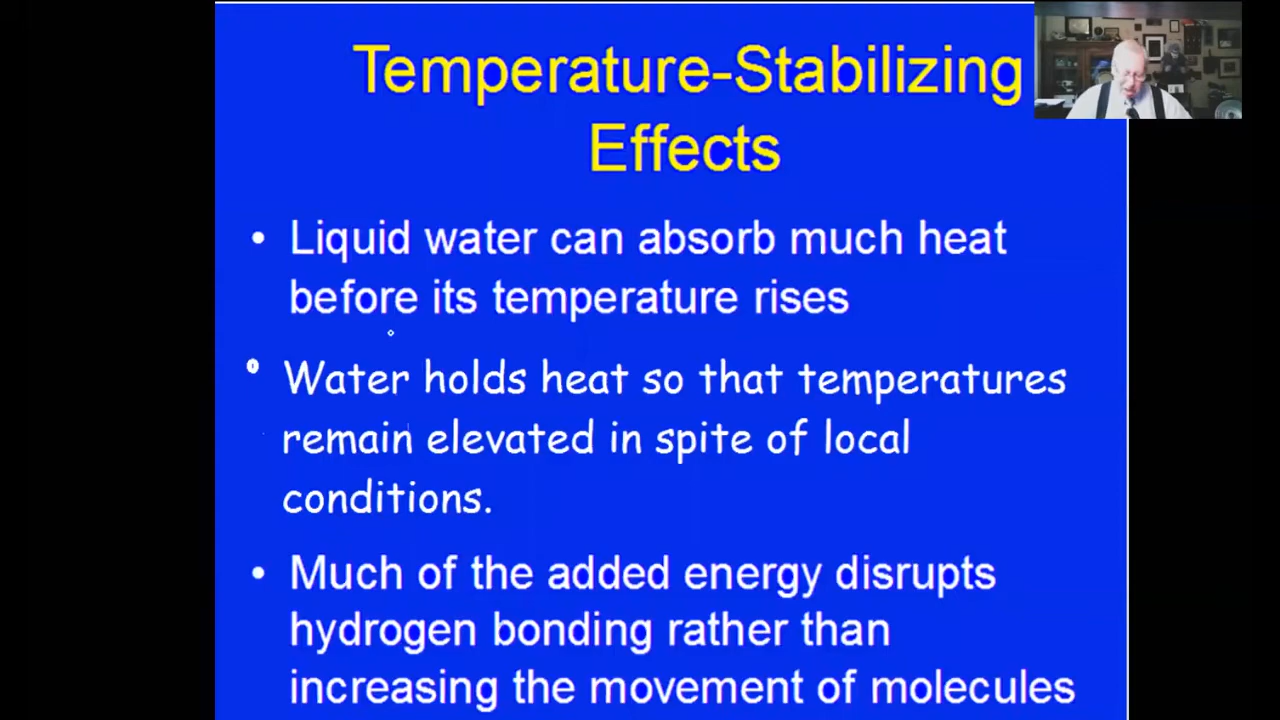 Temperature-Stabilizing
Effects
• Liquid water can absorb much heat
before its temperature rises
• Water holds heat so that temperatures
remain elevated in spite of local
conditions.
• Much of the added energy disrupts
hydrogen bonding rather than
increasing the movement of molecules